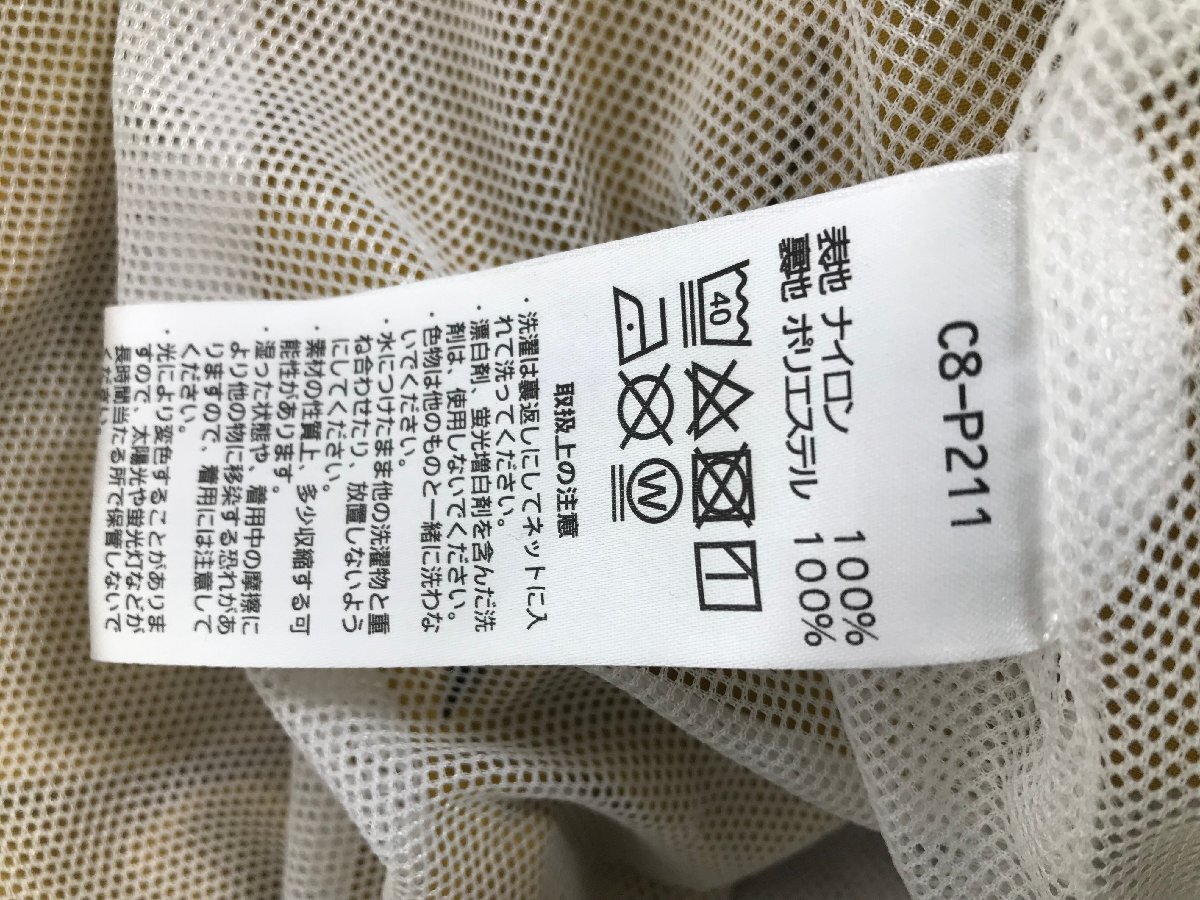 C8-P211
表地 ナイロン 100%
裏地 ポリエステル 100%
40
W
取扱上の注意
・洗濯は裏返しにしてネットに入
れて洗ってください。
・漂白剤、蛍光増白剤を含んだ洗
剤は、使用しないでください。
・色物は他のものと一緒に洗わな
いでください。
・水につけたまま他の洗濯物と重
ね合わせたり、放置しないよう
にしてください。
・素材の性質上、多少収縮する可
能性があります。
・湿った状態や、着用中の摩擦に
より他の物に移染する恐れがあ
りますので、着用には注意して
ください。
・光により変色することがありま
すので、太陽光や蛍光灯などが
長時間当たる所で保管しないで
ください。